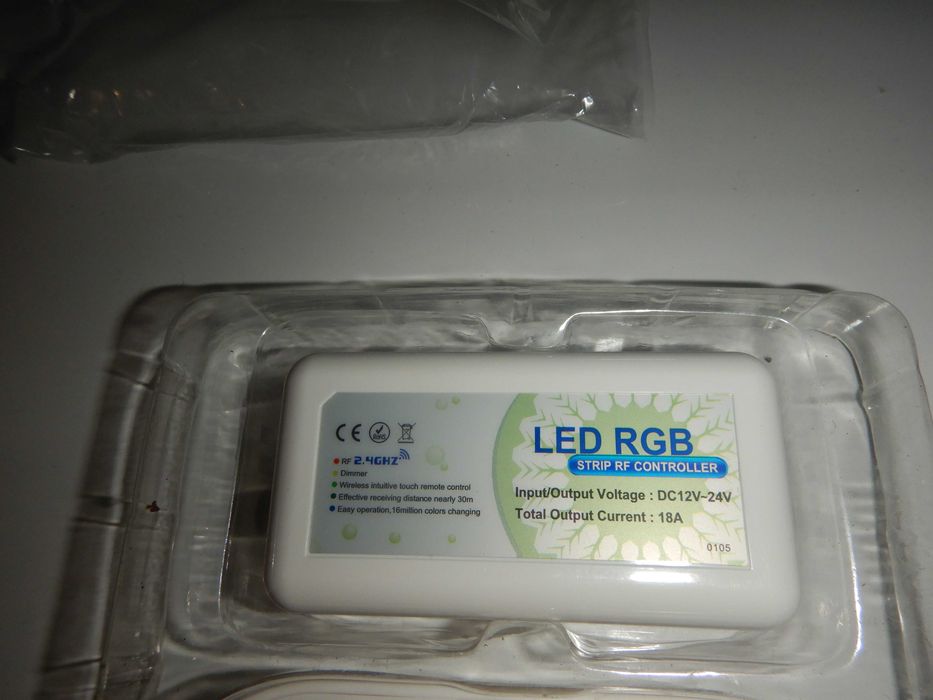 CE RoHS
RF 2.4GHZ
Dimmer
Wireless intuitive touch remote control
Effective receiving distance nearly 30m
Easy operation,16million colors changing
LED RGB
STRIP RF CONTROLLER
Input/Output Voltage : DC12V~24V
Total Output Current : 18A
0105